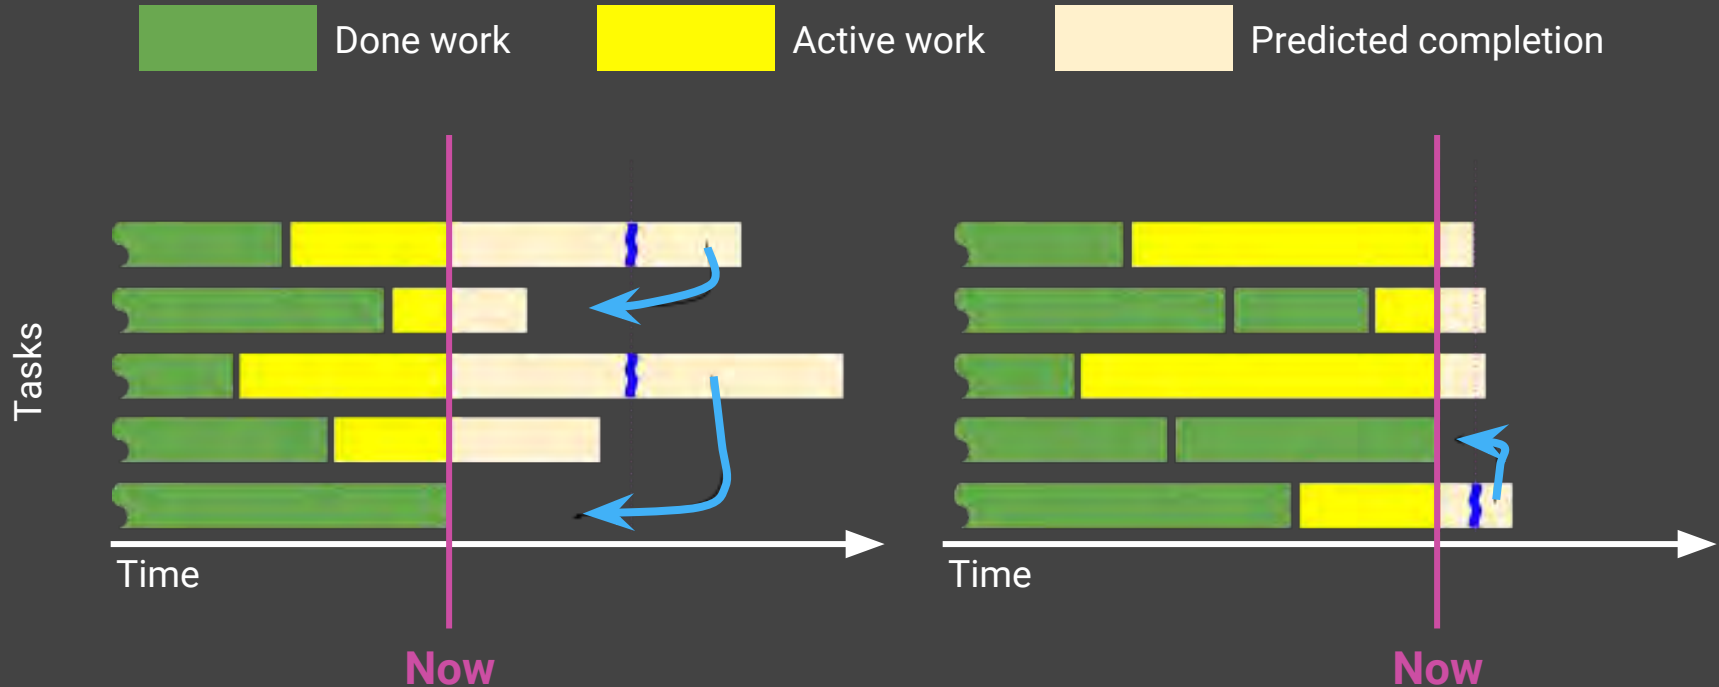 Done work
Active work
Predicted completion
Tasks
Time
Time
Now
Now